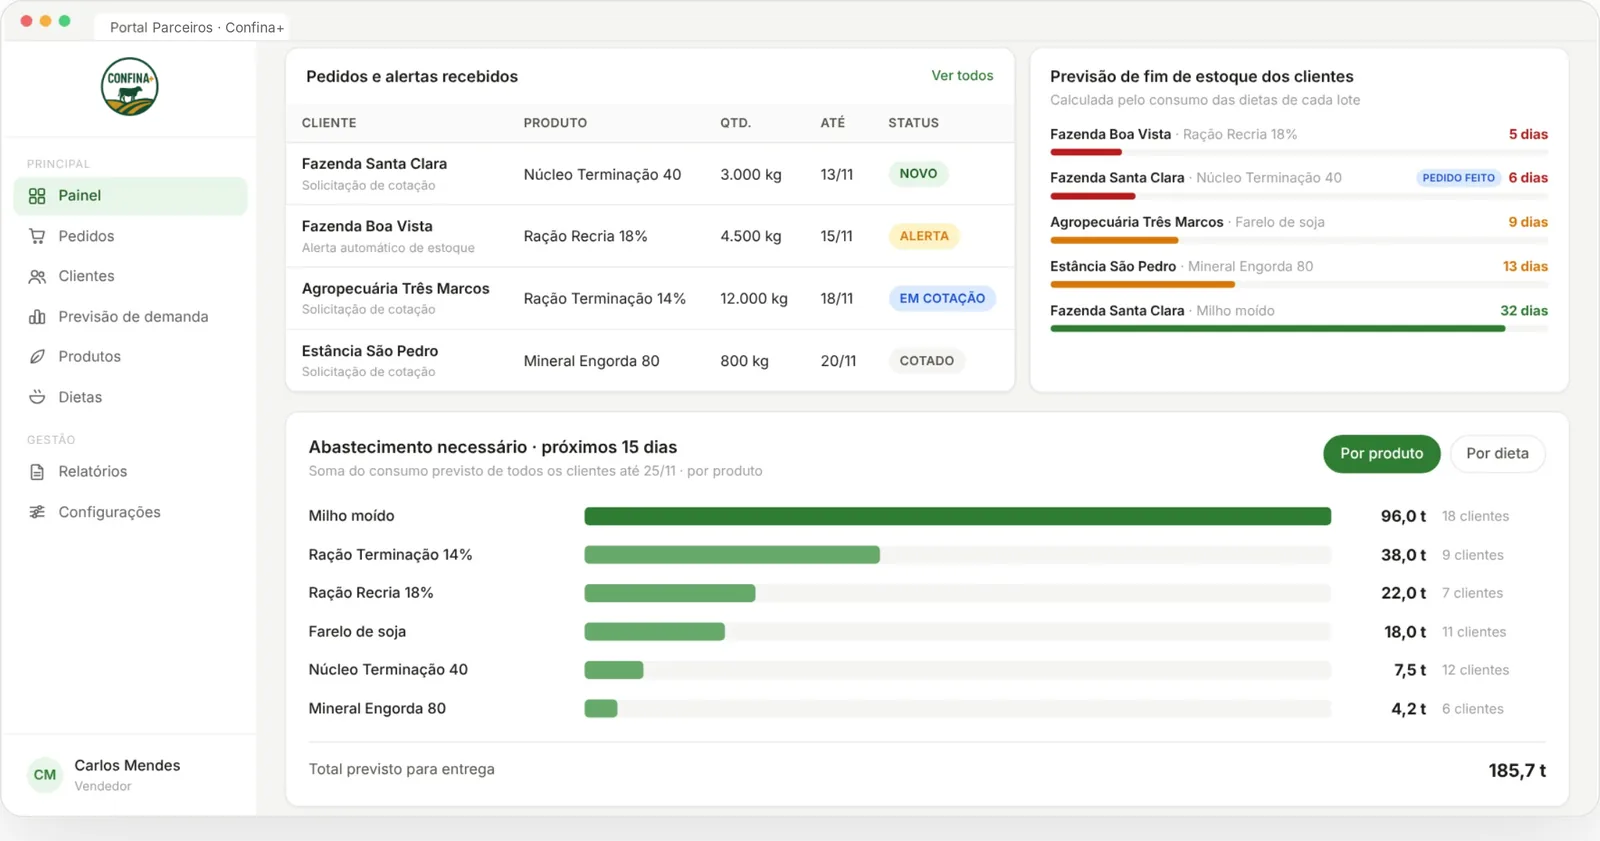 Portal Parceiros · Confina+
CONFINA+
PRINCIPAL
Painel
Pedidos
Clientes
Previsão de demanda
Produtos
Dietas
GESTÃO
Relatórios
Configurações
CM
Carlos Mendes
Vendedor
Pedidos e alertas recebidos
Ver todos
CLIENTE PRODUTO QTD. ATÉ STATUS
Fazenda Santa Clara
Solicitação de cotação
Núcleo Terminação 40 3.000 kg 13/11 NOVO
Fazenda Boa Vista
Alerta automático de estoque
Ração Recria 18% 4.500 kg 15/11 ALERTA
Agropecuária Três Marcos
Solicitação de cotação
Ração Terminação 14% 12.000 kg 18/11 EM COTAÇÃO
Estância São Pedro
Solicitação de cotação
Mineral Engorda 80 800 kg 20/11 COTADO
Previsão de fim de estoque dos clientes
Calculada pelo consumo das dietas de cada lote
Fazenda Boa Vista · Ração Recria 18% 5 dias
Fazenda Santa Clara · Núcleo Terminação 40 PEDIDO FEITO 6 dias
Agropecuária Três Marcos · Farelo de soja 9 dias
Estância São Pedro · Mineral Engorda 80 13 dias
Fazenda Santa Clara · Milho moído 32 dias
Abastecimento necessário · próximos 15 dias
Soma do consumo previsto de todos os clientes até 25/11 · por produto
Por produto
Por dieta
Milho moído 96,0 t 18 clientes
Ração Terminação 14% 38,0 t 9 clientes
Ração Recria 18% 22,0 t 7 clientes
Farelo de soja 18,0 t 11 clientes
Núcleo Terminação 40 7,5 t 12 clientes
Mineral Engorda 80 4,2 t 6 clientes
Total previsto para entrega 185,7 t